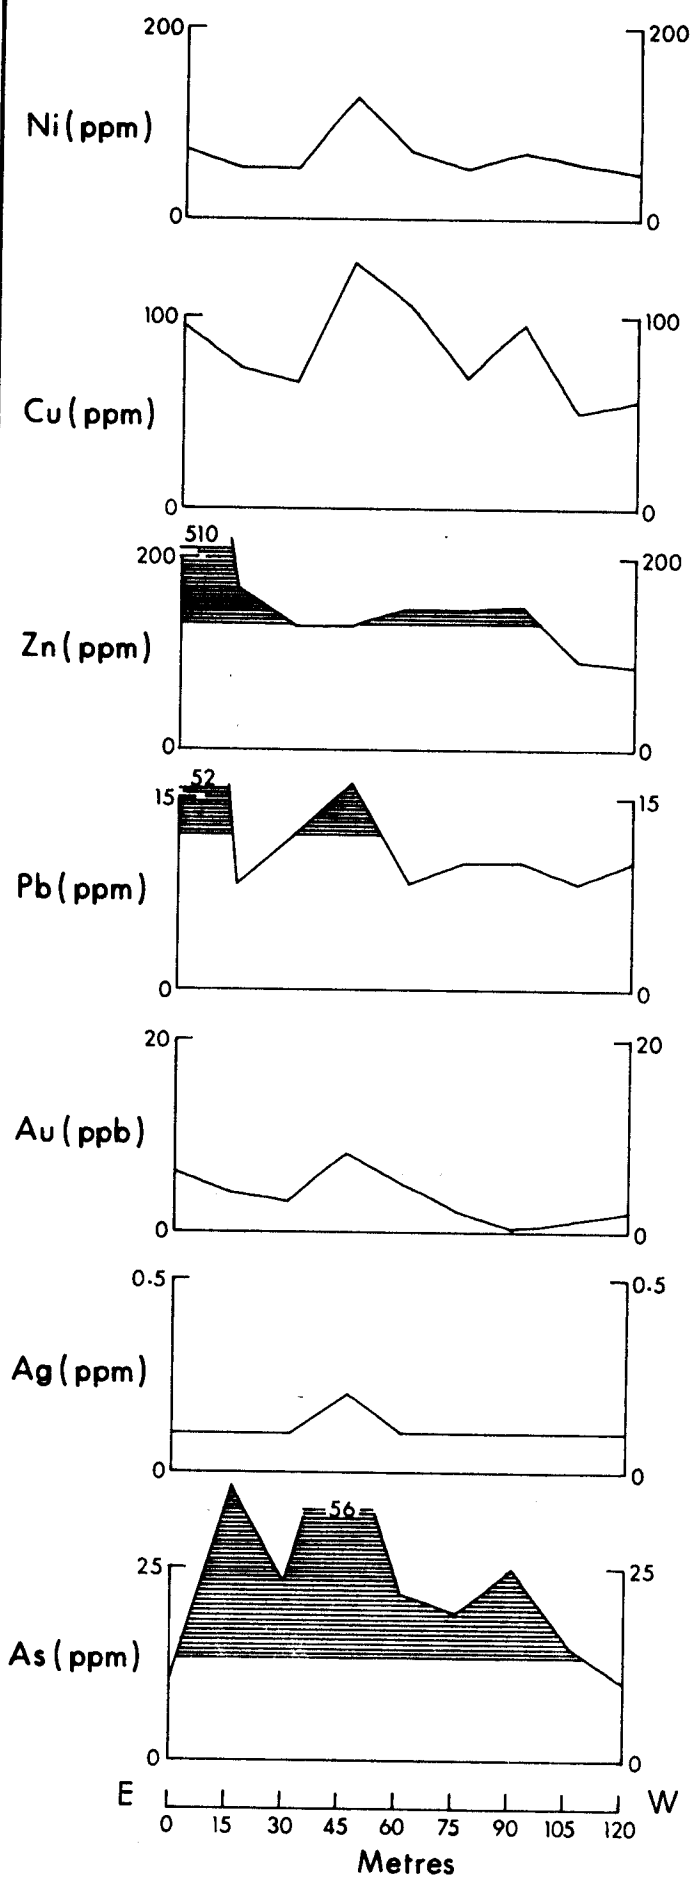 200 200
Ni (ppm)
0 0
100 100
Cu (ppm)
0 0
510
200 200
Zn (ppm)
0 0
52
15 15
Pb (ppm)
0 0
20 20
Au (ppb)
0 0
0.5 0.5
Ag (ppm)
0 0
56
25 25
As (ppm)
0 0
E W
0 15 30 45 60 75 90 105 120
Metres